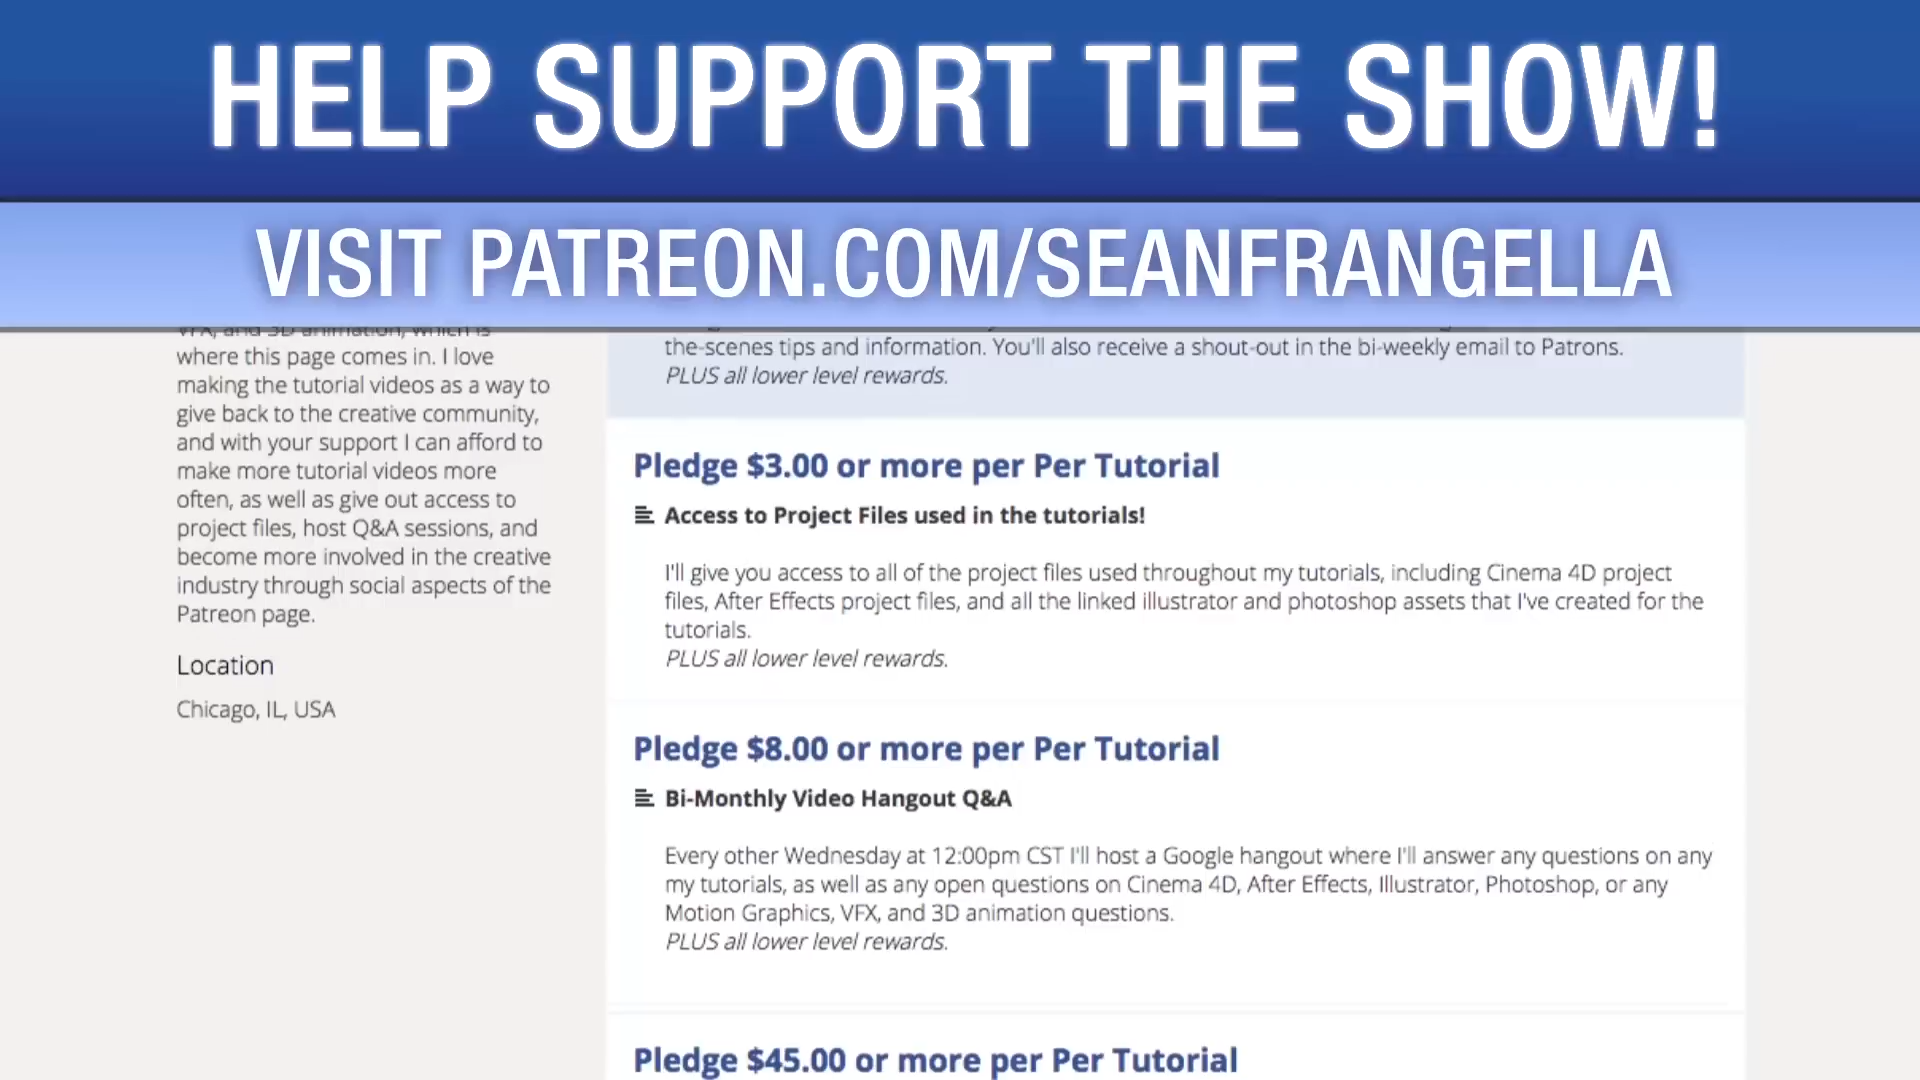 HELP SUPPORT THE SHOW!
VISIT PATREON.COM/SEANFRANGELLA
VFX, and 3D animation, which is
where this page comes in. I love
making the tutorial videos as a way to
give back to the creative community,
and with your support I can afford to
make more tutorial videos more
often, as well as give out access to
project files, host Q&A sessions, and
become more involved in the creative
industry through social aspects of the
Patreon page.
Location
Chicago, IL, USA
the-scenes tips and information. You'll also receive a shout-out in the bi-weekly email to Patrons.
PLUS all lower level rewards.
Pledge $3.00 or more per Per Tutorial
Access to Project Files used in the tutorials!
I'll give you access to all of the project files used throughout my tutorials, including Cinema 4D project
files, After Effects project files, and all the linked illustrator and photoshop assets that I've created for the
tutorials.
PLUS all lower level rewards.
Pledge $8.00 or more per Per Tutorial
Bi-Monthly Video Hangout Q&A
Every other Wednesday at 12:00pm CST I'll host a Google hangout where I'll answer any questions on any
my tutorials, as well as any open questions on Cinema 4D, After Effects, Illustrator, Photoshop, or any
Motion Graphics, VFX, and 3D animation questions.
PLUS all lower level rewards.
Pledge $45.00 or more per Per Tutorial